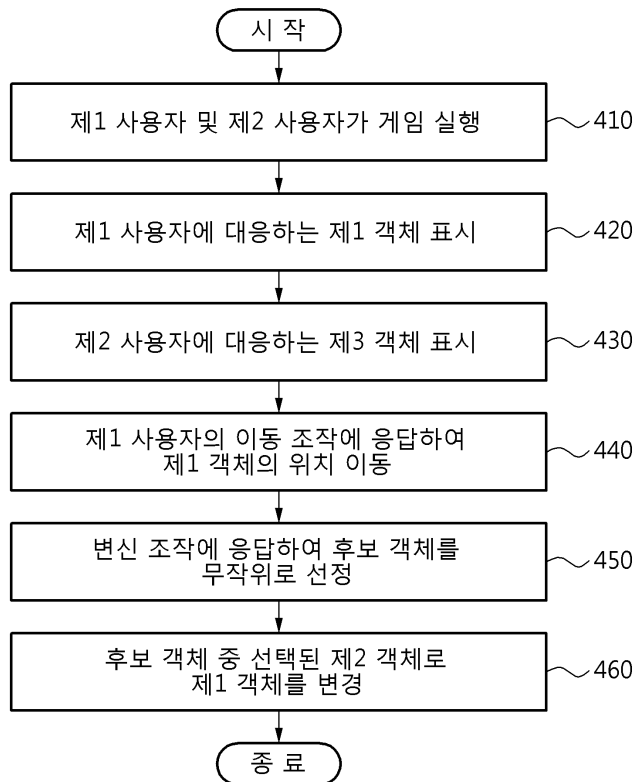 시 작
제1 사용자 및 제2 사용자가 게임 실행
410
제1 사용자에 대응하는 제1 객체 표시
420
제2 사용자에 대응하는 제3 객체 표시
430
제1 사용자의 이동 조작에 응답하여
제1 객체의 위치 이동
440
변신 조작에 응답하여 후보 객체를
무작위로 선정
450
후보 객체 중 선택된 제2 객체로
제1 객체를 변경
460
종 료